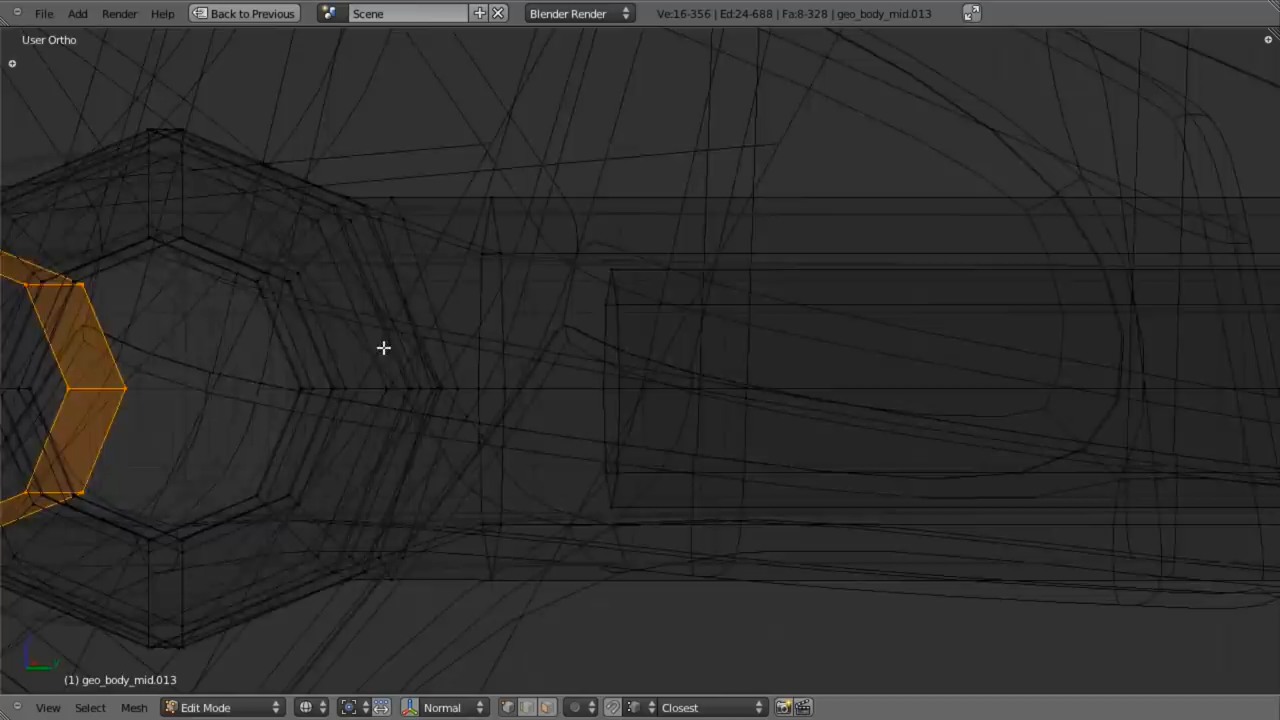 File Add Render Help Back to Previous Scene Blender Render Ve:16-356 | Ed:24-688 | Fa:8-328 | geo_body_mid.013
User Ortho
(1) geo_body_mid.013
View Select Mesh Edit Mode Normal Closest